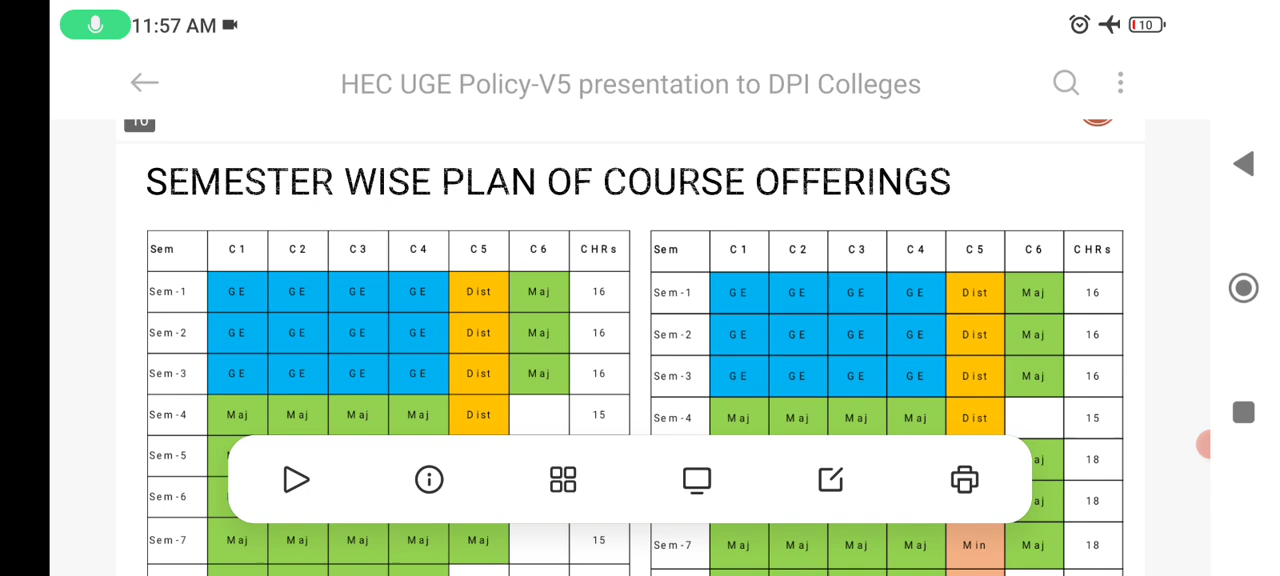 11:57 AM
10
HEC UGE Policy-V5 presentation to DPI Colleges
SEMESTER WISE PLAN OF COURSE OFFERINGS
Sem C1 C2 C3 C4 C5 C6 CHRs
Sem-1 GE GE GE GE Dist Maj 16
Sem-2 GE GE GE GE Dist Maj 16
Sem-3 GE GE GE GE Dist Maj 16
Sem-4 Maj Maj Maj Maj Dist 15
Sem-5
Sem-6
Sem-7 Maj Maj Maj Maj Maj 15
Sem C1 C2 C3 C4 C5 C6 CHRs
Sem-1 GE GE GE GE Dist Maj 16
Sem-2 GE GE GE GE Dist Maj 16
Sem-3 GE GE GE GE Dist Maj 16
Sem-4 Maj Maj Maj Maj Dist 15
18
18
Sem-7 Maj Maj Maj Maj Min Maj 18